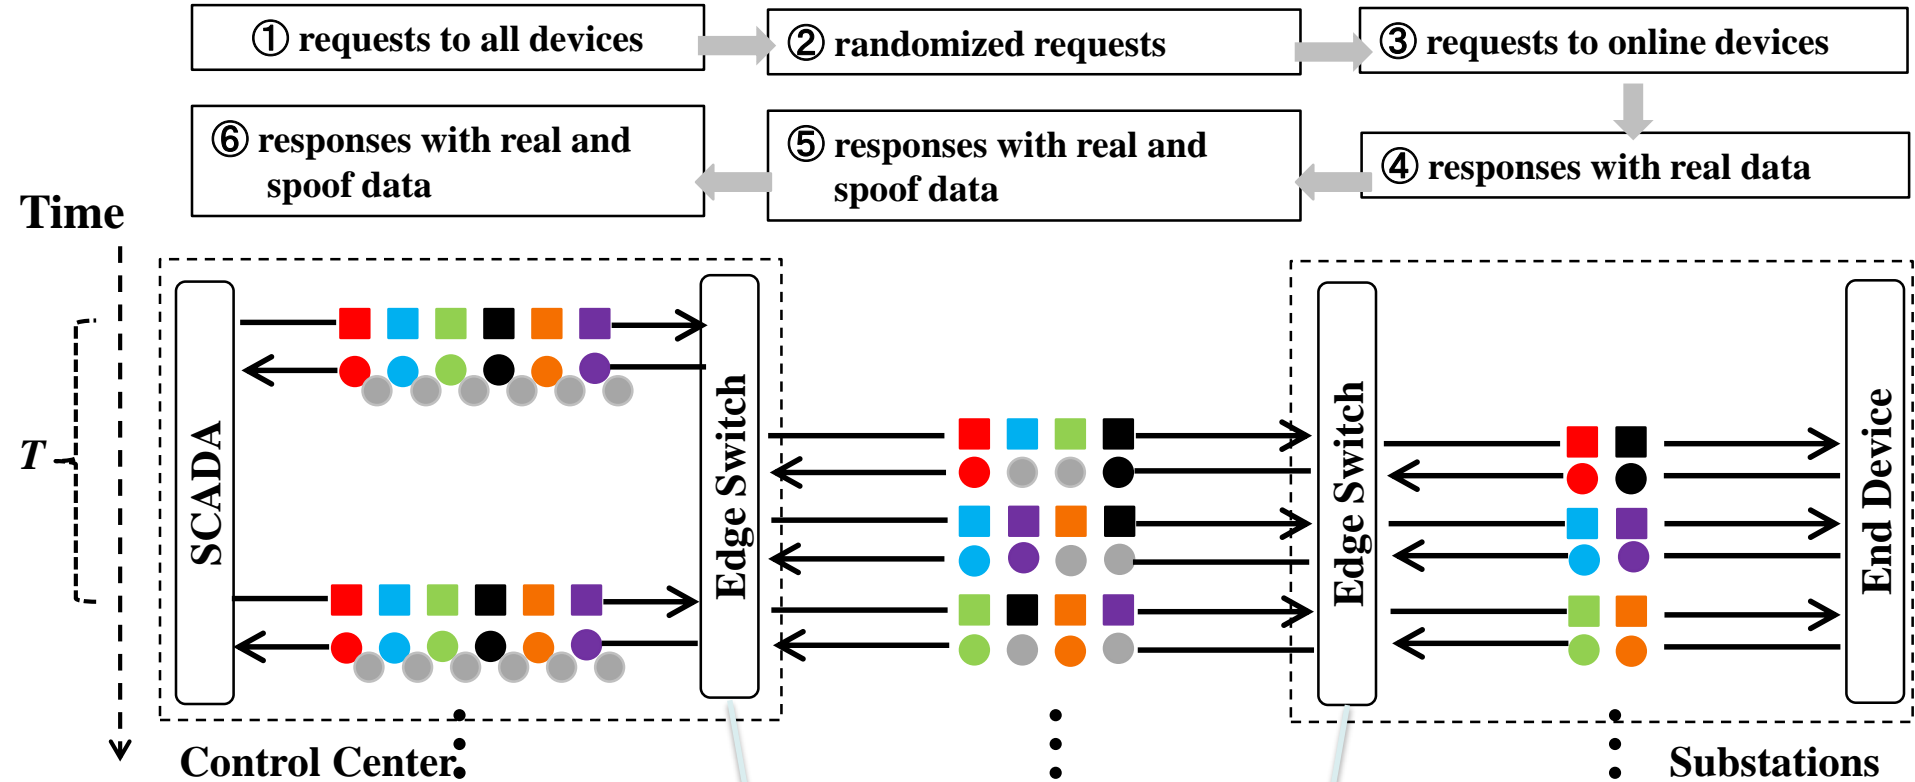 ① requests to all devices
② randomized requests
③ requests to online devices
⑥ responses with real and
spoof data
⑤ responses with real and
spoof data
④ responses with real data
Time
T
SCADA
Edge Switch
Edge Switch
End Device
Control Center
Substations